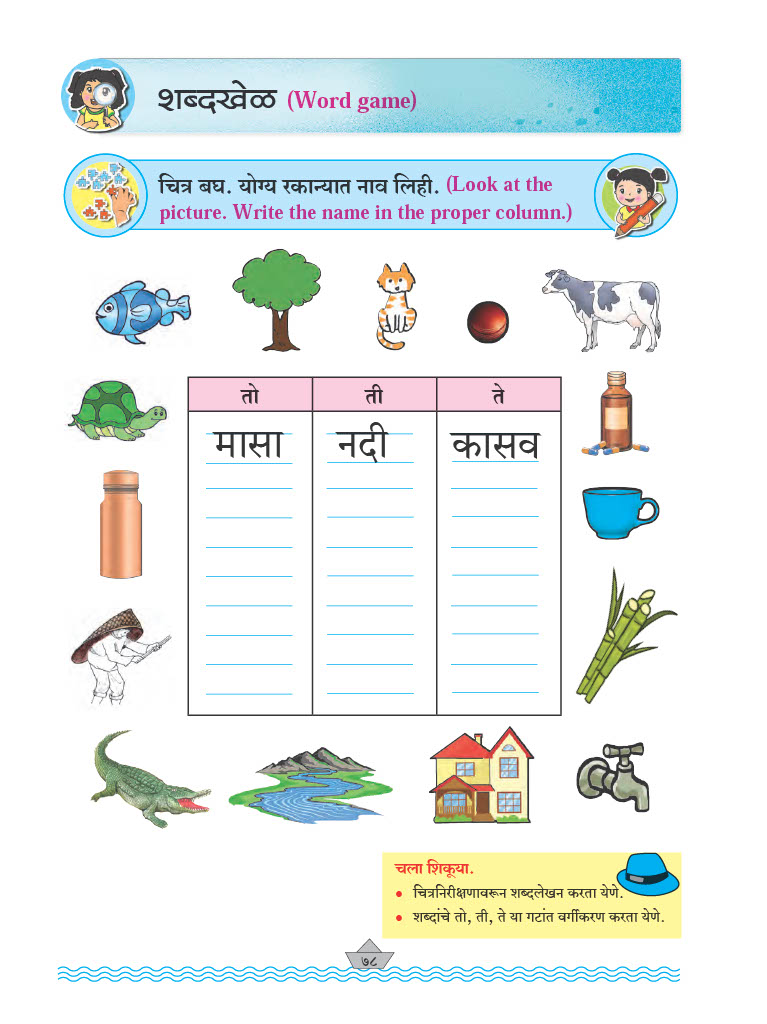 शब्दखेळ (Word game)
चित्र बघ. योग्य रकान्यात नाव लिही. (Look at the
picture. Write the name in the proper column.)
तो ती ते
मासा नदी कासव
चला शिकूया.
• चित्रनिरीक्षणावरून शब्दलेखन करता येणे.
• शब्दांचे तो, ती, ते या गटांत वर्गीकरण करता येणे.
७८